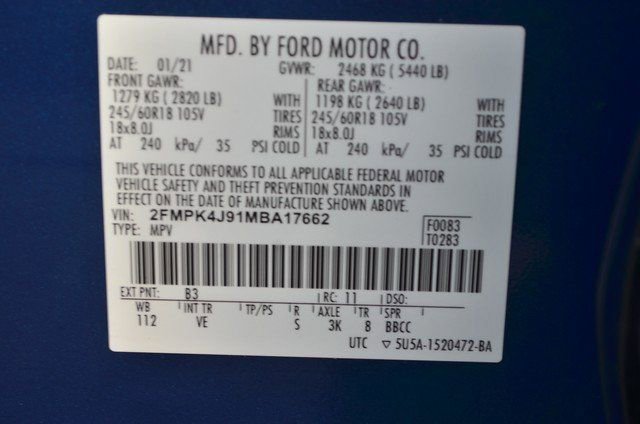 MFD. BY FORD MOTOR CO.
DATE: 01/21 GVWR: 2468 KG ( 5440 LB)
FRONT GAWR: REAR GAWR:
1279 KG ( 2820 LB) WITH 1198 KG ( 2640 LB) WITH
245/60R18 105V TIRES 245/60R18 105V TIRES
18x8.0J RIMS 18x8.0J RIMS
AT 240 kPa/ 35 PSI COLD AT 240 kPa/ 35 PSI COLD
THIS VEHICLE CONFORMS TO ALL APPLICABLE FEDERAL MOTOR
VEHICLE SAFETY AND THEFT PREVENTION STANDARDS IN
EFFECT ON THE DATE OF MANUFACTURE SHOWN ABOVE.
VIN: 2FMPK4J91MBA17662 F0083
TYPE: MPV T0283
EXT PNT: B3 RC: 11 DSO:
WB INT TR TP/PS R AXLE TR SPR
112 VE S 3K 8 BBCC
UTC ▽ 5U5A-1520472-BA